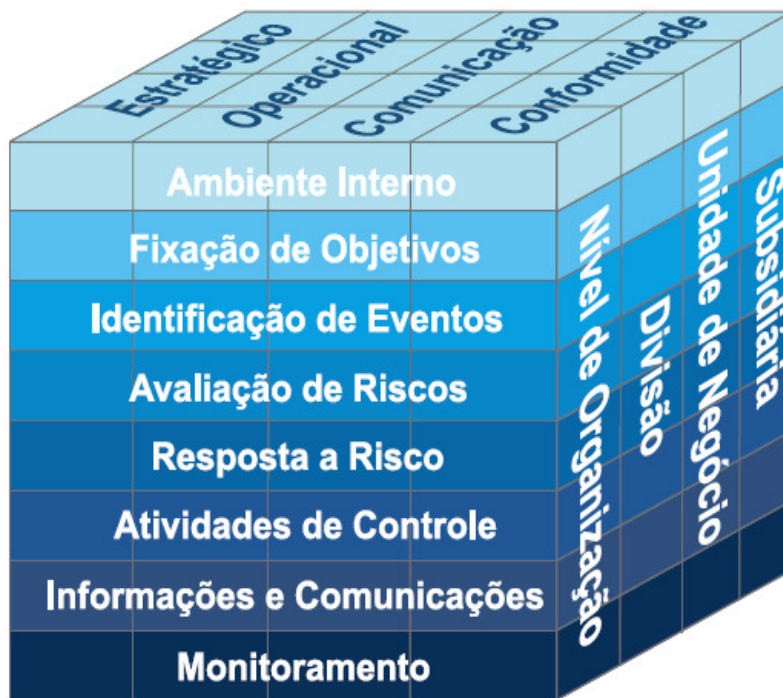 Estratégico
Operacional
Comunicação
Conformidade
Ambiente Interno
Fixação de Objetivos
Identificação de Eventos
Avaliação de Riscos
Resposta a Risco
Atividades de Controle
Informações e Comunicações
Monitoramento
Nível de Organização
Divisão
Unidade de Negócio
Subsidiária